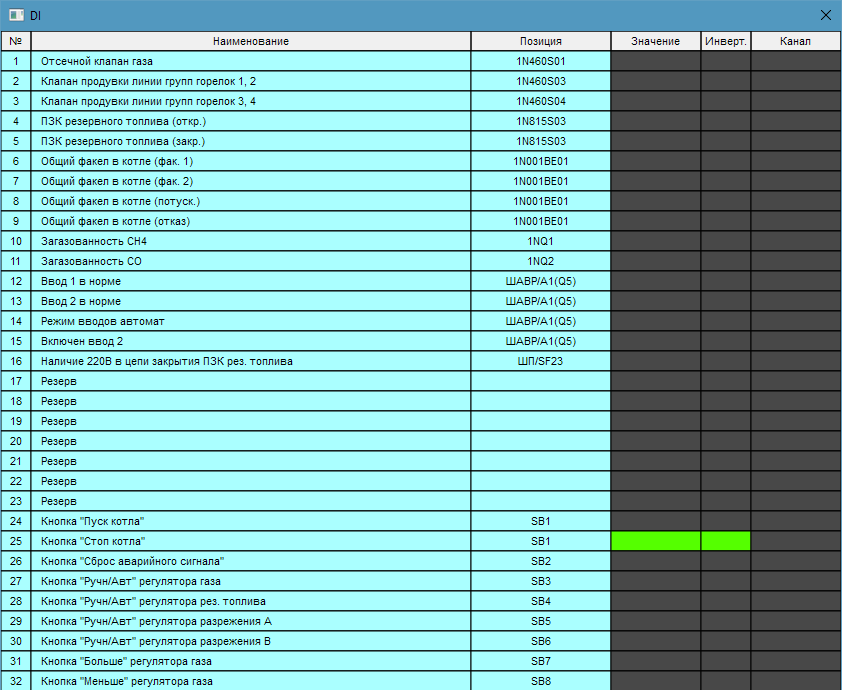 DI
№ Наименование Позиция Значение Инверт. Канал
1 Отсечной клапан газа 1N460S01
2 Клапан продувки линии групп горелок 1, 2 1N460S03
3 Клапан продувки линии групп горелок 3, 4 1N460S04
4 ПЗК резервного топлива (откр.) 1N815S03
5 ПЗК резервного топлива (закр.) 1N815S03
6 Общий факел в котле (фак. 1) 1N001BE01
7 Общий факел в котле (фак. 2) 1N001BE01
8 Общий факел в котле (потуск.) 1N001BE01
9 Общий факел в котле (отказ) 1N001BE01
10 Загазованность CH4 1NQ1
11 Загазованность CO 1NQ2
12 Ввод 1 в норме ШАВР/A1(Q5)
13 Ввод 2 в норме ШАВР/A1(Q5)
14 Режим вводов автомат ШАВР/A1(Q5)
15 Включен ввод 2 ШАВР/A1(Q5)
16 Наличие 220В в цепи закрытия ПЗК рез. топлива ШП/SF23
17 Резерв
18 Резерв
19 Резерв
20 Резерв
21 Резерв
22 Резерв
23 Резерв
24 Кнопка "Пуск котла" SB1
25 Кнопка "Стоп котла" SB1
26 Кнопка "Сброс аварийного сигнала" SB2
27 Кнопка "Ручн/Авт" регулятора газа SB3
28 Кнопка "Ручн/Авт" регулятора рез. топлива SB4
29 Кнопка "Ручн/Авт" регулятора разрежения А SB5
30 Кнопка "Ручн/Авт" регулятора разрежения В SB6
31 Кнопка "Больше" регулятора газа SB7
32 Кнопка "Меньше" регулятора газа SB8